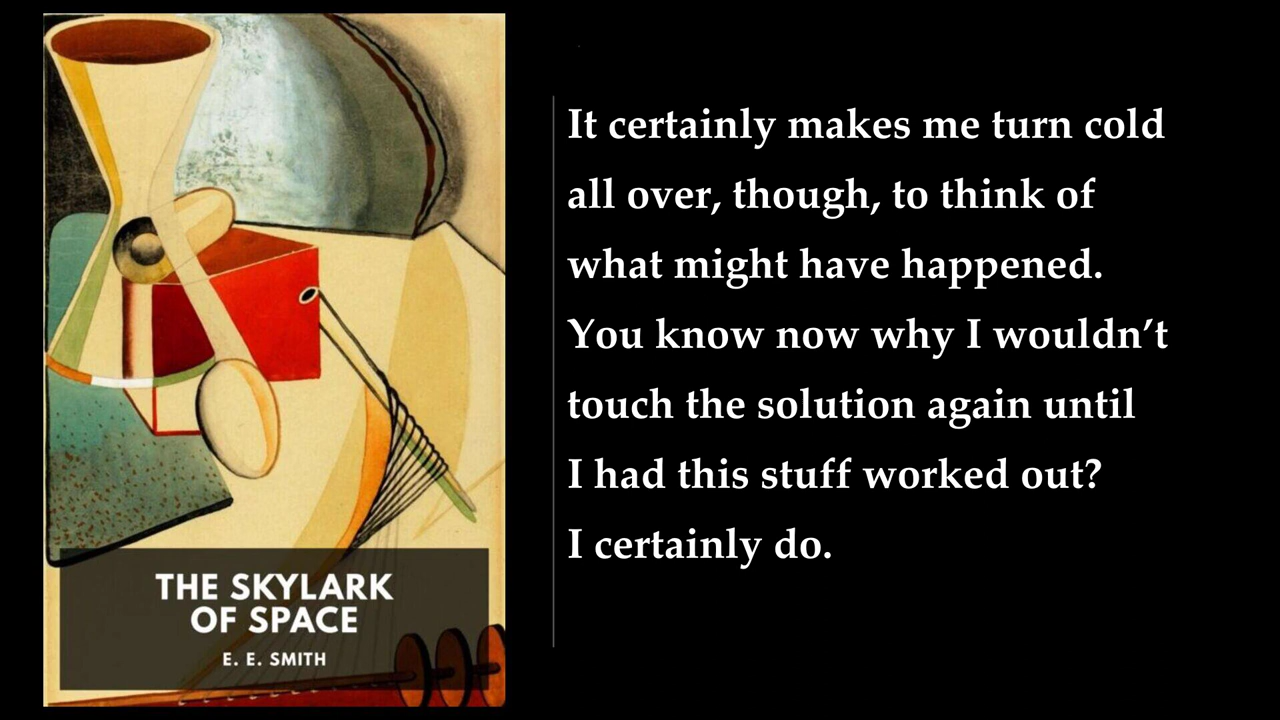 THE SKYLARK
OF SPACE
E. E. SMITH
It certainly makes me turn cold
all over, though, to think of
what might have happened.
You know now why I wouldn’t
touch the solution again until
I had this stuff worked out?
I certainly do.